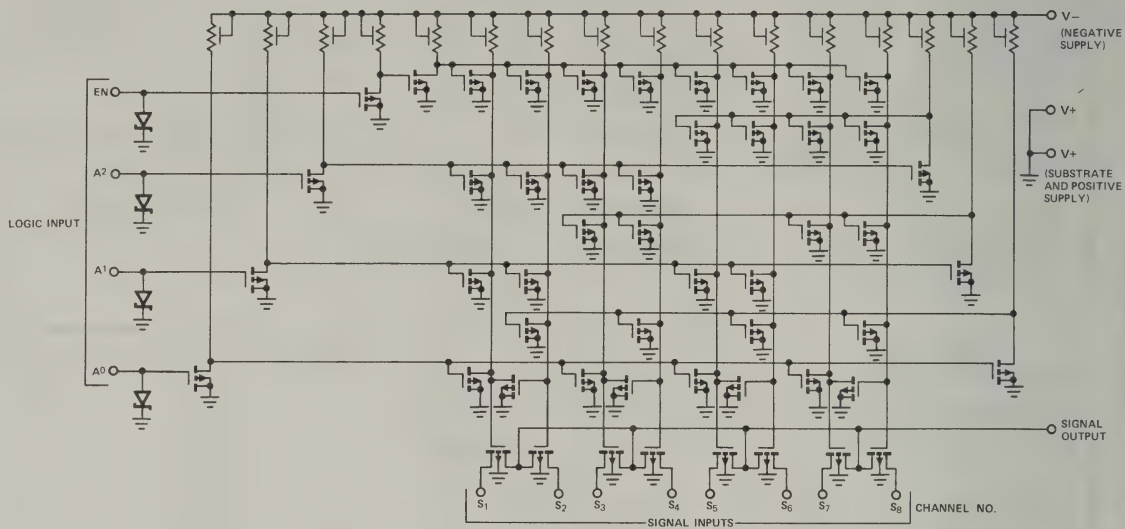 V-
(NEGATIVE
SUPPLY)
EN
V+
V+
(SUBSTRATE
AND POSITIVE
SUPPLY)
A2
LOGIC INPUT
A1
A0
SIGNAL
OUTPUT
S1 S2 S3 S4 S5 S6 S7 S8 CHANNEL NO.
SIGNAL INPUTS